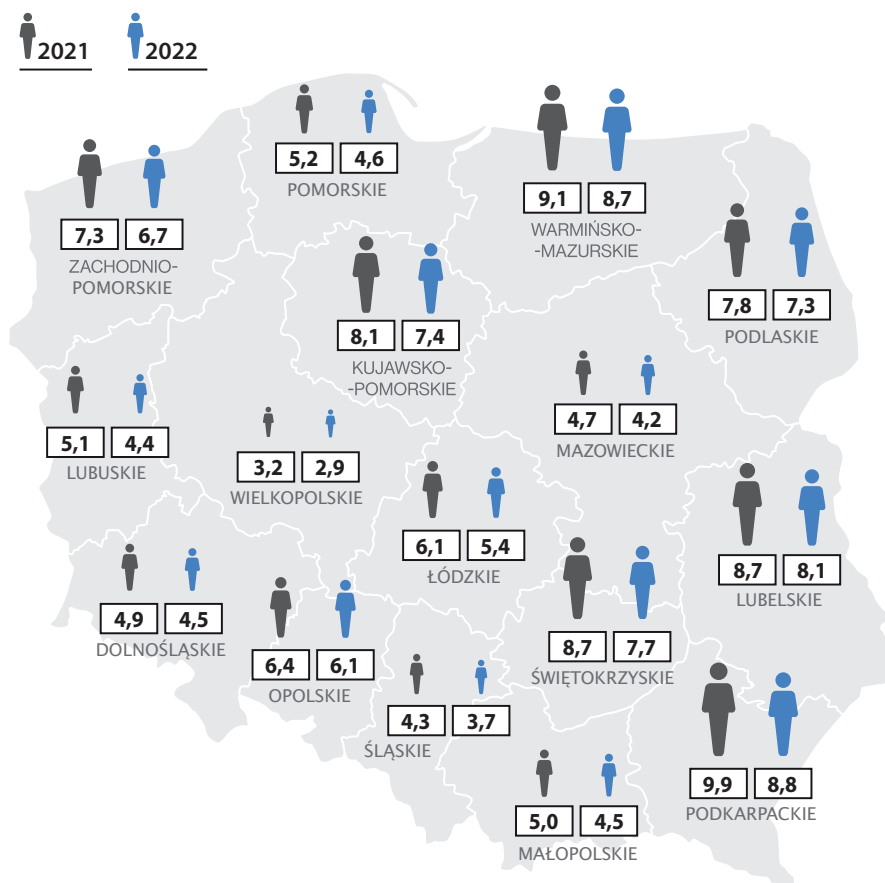 2021 2022
5,2 4,6
POMORSKIE
9,1 8,7
WARMIŃSKO-
-MAZURSKIE
7,3 6,7
ZACHODNIO-
POMORSKIE
7,8 7,3
PODLASKIE
8,1 7,4
KUJAWSKO-
-POMORSKIE
4,7 4,2
MAZOWIECKIE
5,1 4,4
LUBUSKIE
3,2 2,9
WIELKOPOLSKIE
6,1 5,4
ŁÓDZKIE
8,7 8,1
LUBELSKIE
4,9 4,5
DOLNOŚLĄSKIE
8,7 7,7
ŚWIĘTOKRZYSKIE
6,4 6,1
OPOLSKIE
4,3 3,7
ŚLĄSKIE
9,9 8,8
PODKARPACKIE
5,0 4,5
MAŁOPOLSKIE